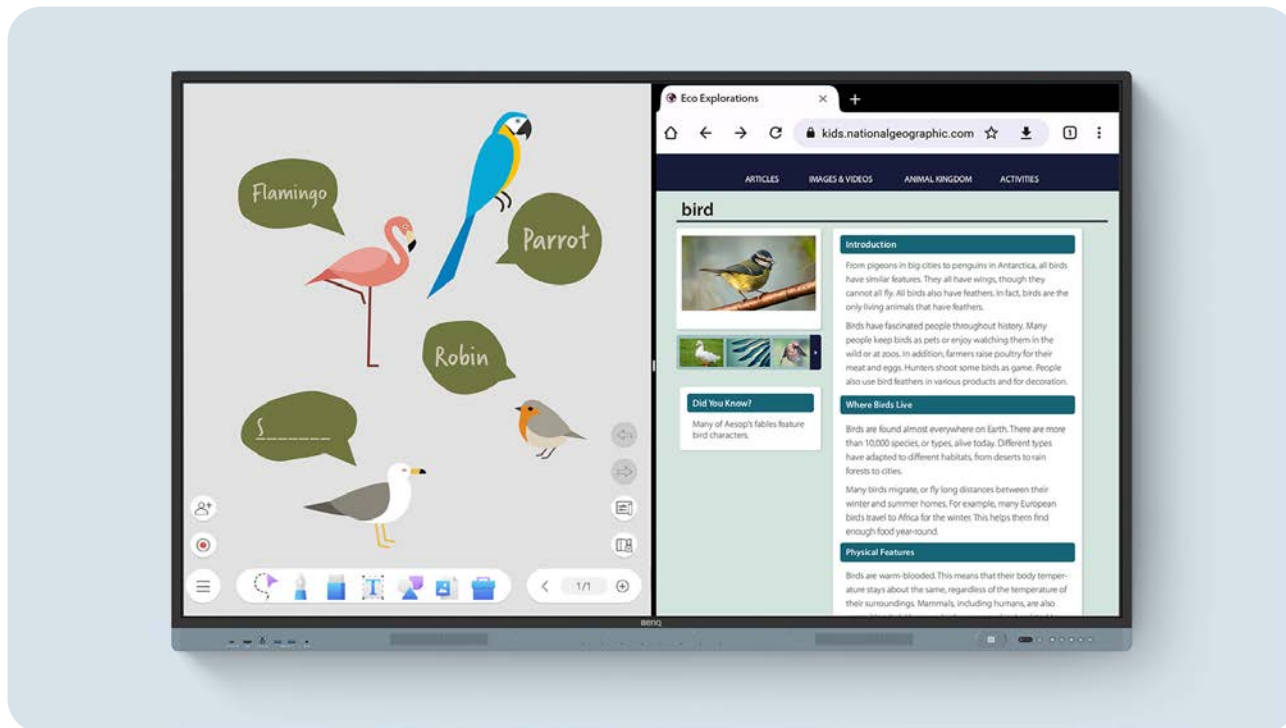 Flamingo
Parrot
Robin
S_______
1/1
Eco Explorations
kids.nationalgeographic.com
1
ARTICLES IMAGES & VIDEOS ANIMAL KINGDOM ACTIVITIES
bird
Did You Know?
Many of Aesop's fables feature
bird characters.
Introduction
From pigeons in big cities to penguins in Antarctica, all birds
have similar features. They all have wings, though they
cannot all fly. All birds also have feathers. In fact, birds are the
only living animals that have feathers.
Birds have fascinated people throughout history. Many
people keep birds as pets or enjoy watching them in the
wild or at zoos. In addition, farmers raise poultry for their
meat and eggs. Hunters shoot some birds as game. People
also use bird feathers in various products and for decoration.
Where Birds Live
Birds are found almost everywhere on Earth. There are more
than 10,000 species, or types, alive today. Different types
have adapted to different habitats, from deserts to rain
forests to cities.
Many birds migrate, or fly long distances between their
winter and summer homes. For example, many European
birds travel to Africa for the winter. This helps them find
enough food year-round.
Physical Features
Birds are warm-blooded. This means that their body temper-
ature stays about the same, regardless of the temperature of
their surroundings. Mammals, including humans, are also
BenQ